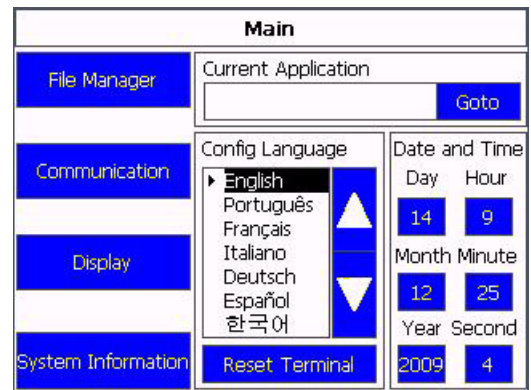 Main
File Manager
Communication
Display
System Information
Current Application
Goto
Config Language
English
Português
Français
Italiano
Deutsch
Español
한국어
Reset Terminal
Date and Time
Day Hour
14 9
Month Minute
12 25
Year Second
2009 4